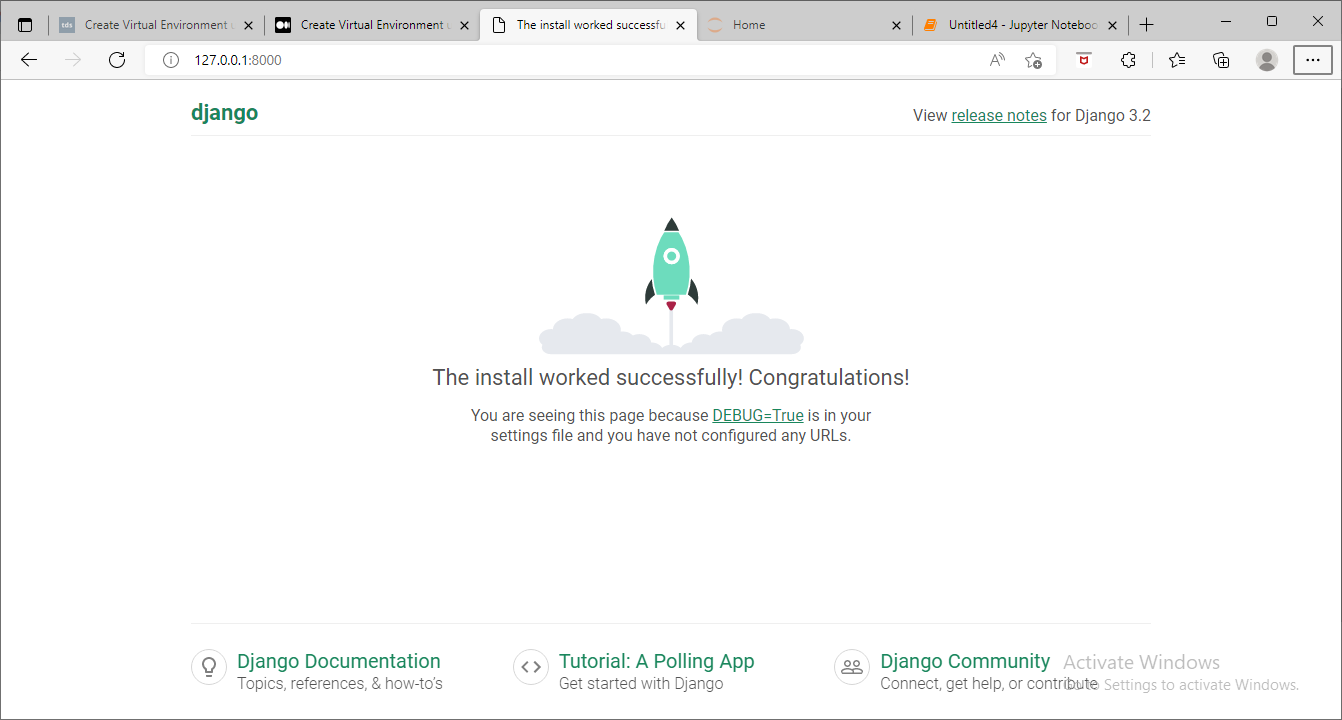 Create Virtual Environment u
Create Virtual Environment u
The install worked successfu
Home
Untitled4 - Jupyter Noteboo
127.0.0.1:8000
django
View release notes for Django 3.2
The install worked successfully! Congratulations!
You are seeing this page because DEBUG=True is in your
settings file and you have not configured any URLs.
Django Documentation
Topics, references, & how-to's
Tutorial: A Polling App
Get started with Django
Django Community
Connect, get help, or contribute
Activate Windows
Go to Settings to activate Windows.